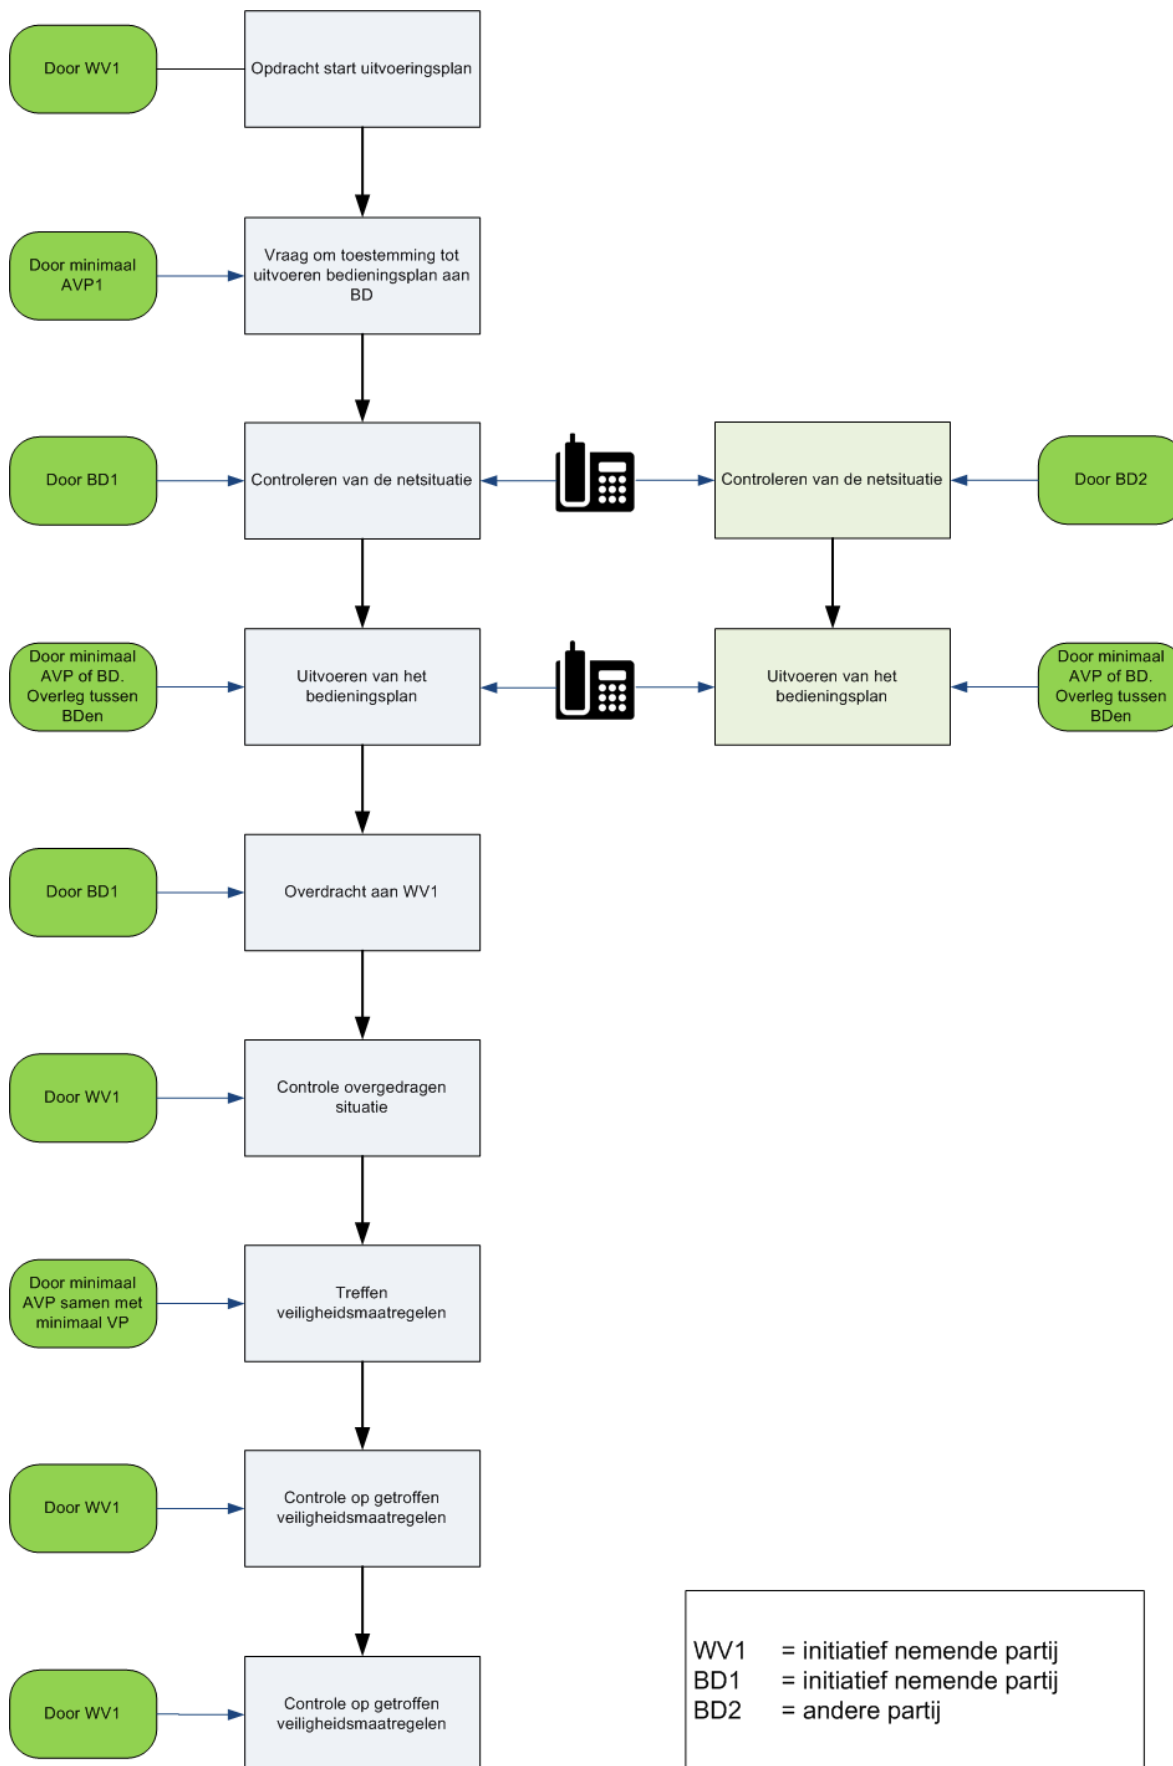 Door WV1
Opdracht start uitvoeringsplan
Door minimaal
AVP1
Vraag om toestemming tot
uitvoeren bedieningsplan aan
BD
Door BD1
Controleren van de netsituatie
Controleren van de netsituatie
Door BD2
Door minimaal
AVP of BD.
Overleg tussen
BDen
Uitvoeren van het
bedieningsplan
Uitvoeren van het
bedieningsplan
Door minimaal
AVP of BD.
Overleg tussen
BDen
Door BD1
Overdracht aan WV1
Door WV1
Controle overgedragen
situatie
Door minimaal
AVP samen met
minimaal VP
Treffen
veiligheidsmaatregelen
Door WV1
Controle op getroffen
veiligheidsmaatregelen
Door WV1
Controle op getroffen
veiligheidsmaatregelen
WV1 = initiatief nemende partij
BD1 = initiatief nemende partij
BD2 = andere partij